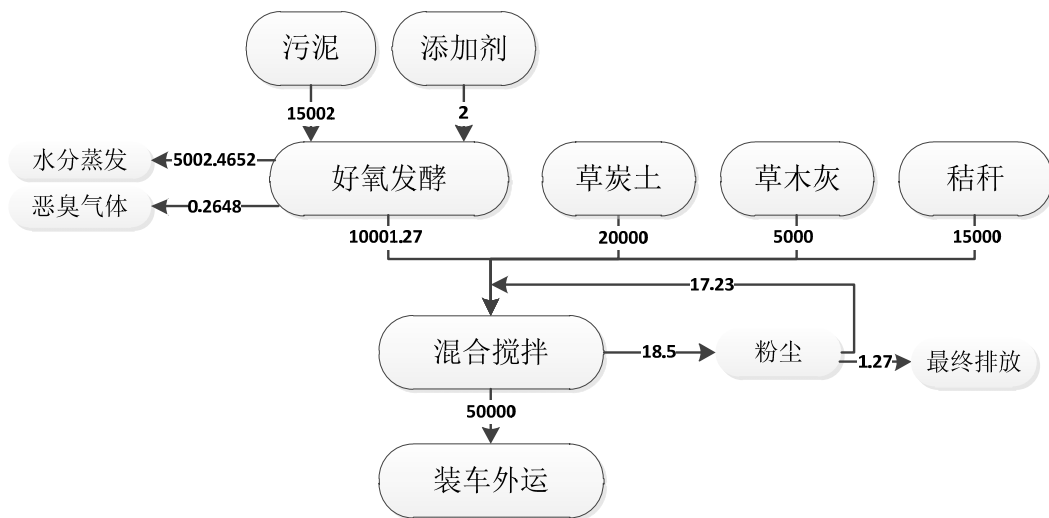 污泥
添加剂
15002
2
水分蒸发
5002.4652
好氧发酵
草炭土
草木灰
秸秆
恶臭气体
0.2648
10001.27
20000
5000
15000
17.23
混合搅拌
18.5
粉尘
1.27
最终排放
50000
装车外运